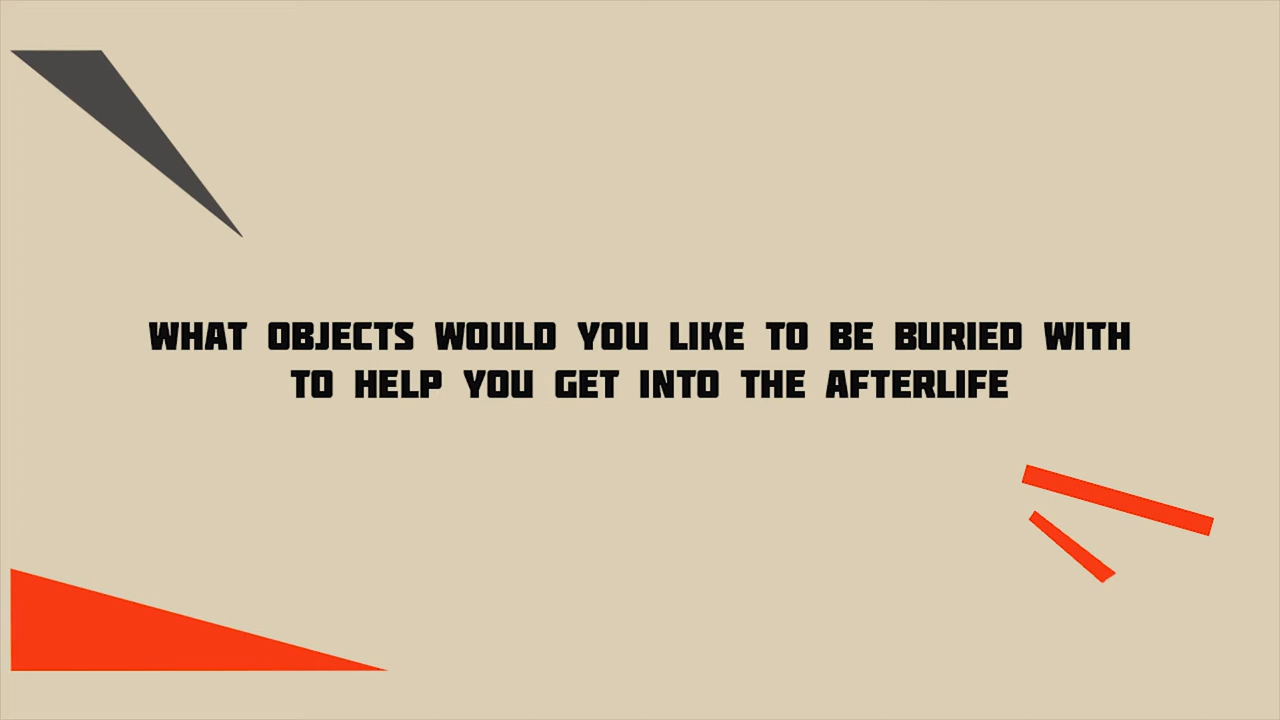 WHAT OBJECTS WOULD YOU LIKE TO BE BURIED WITH
TO HELP YOU GET INTO THE AFTERLIFE